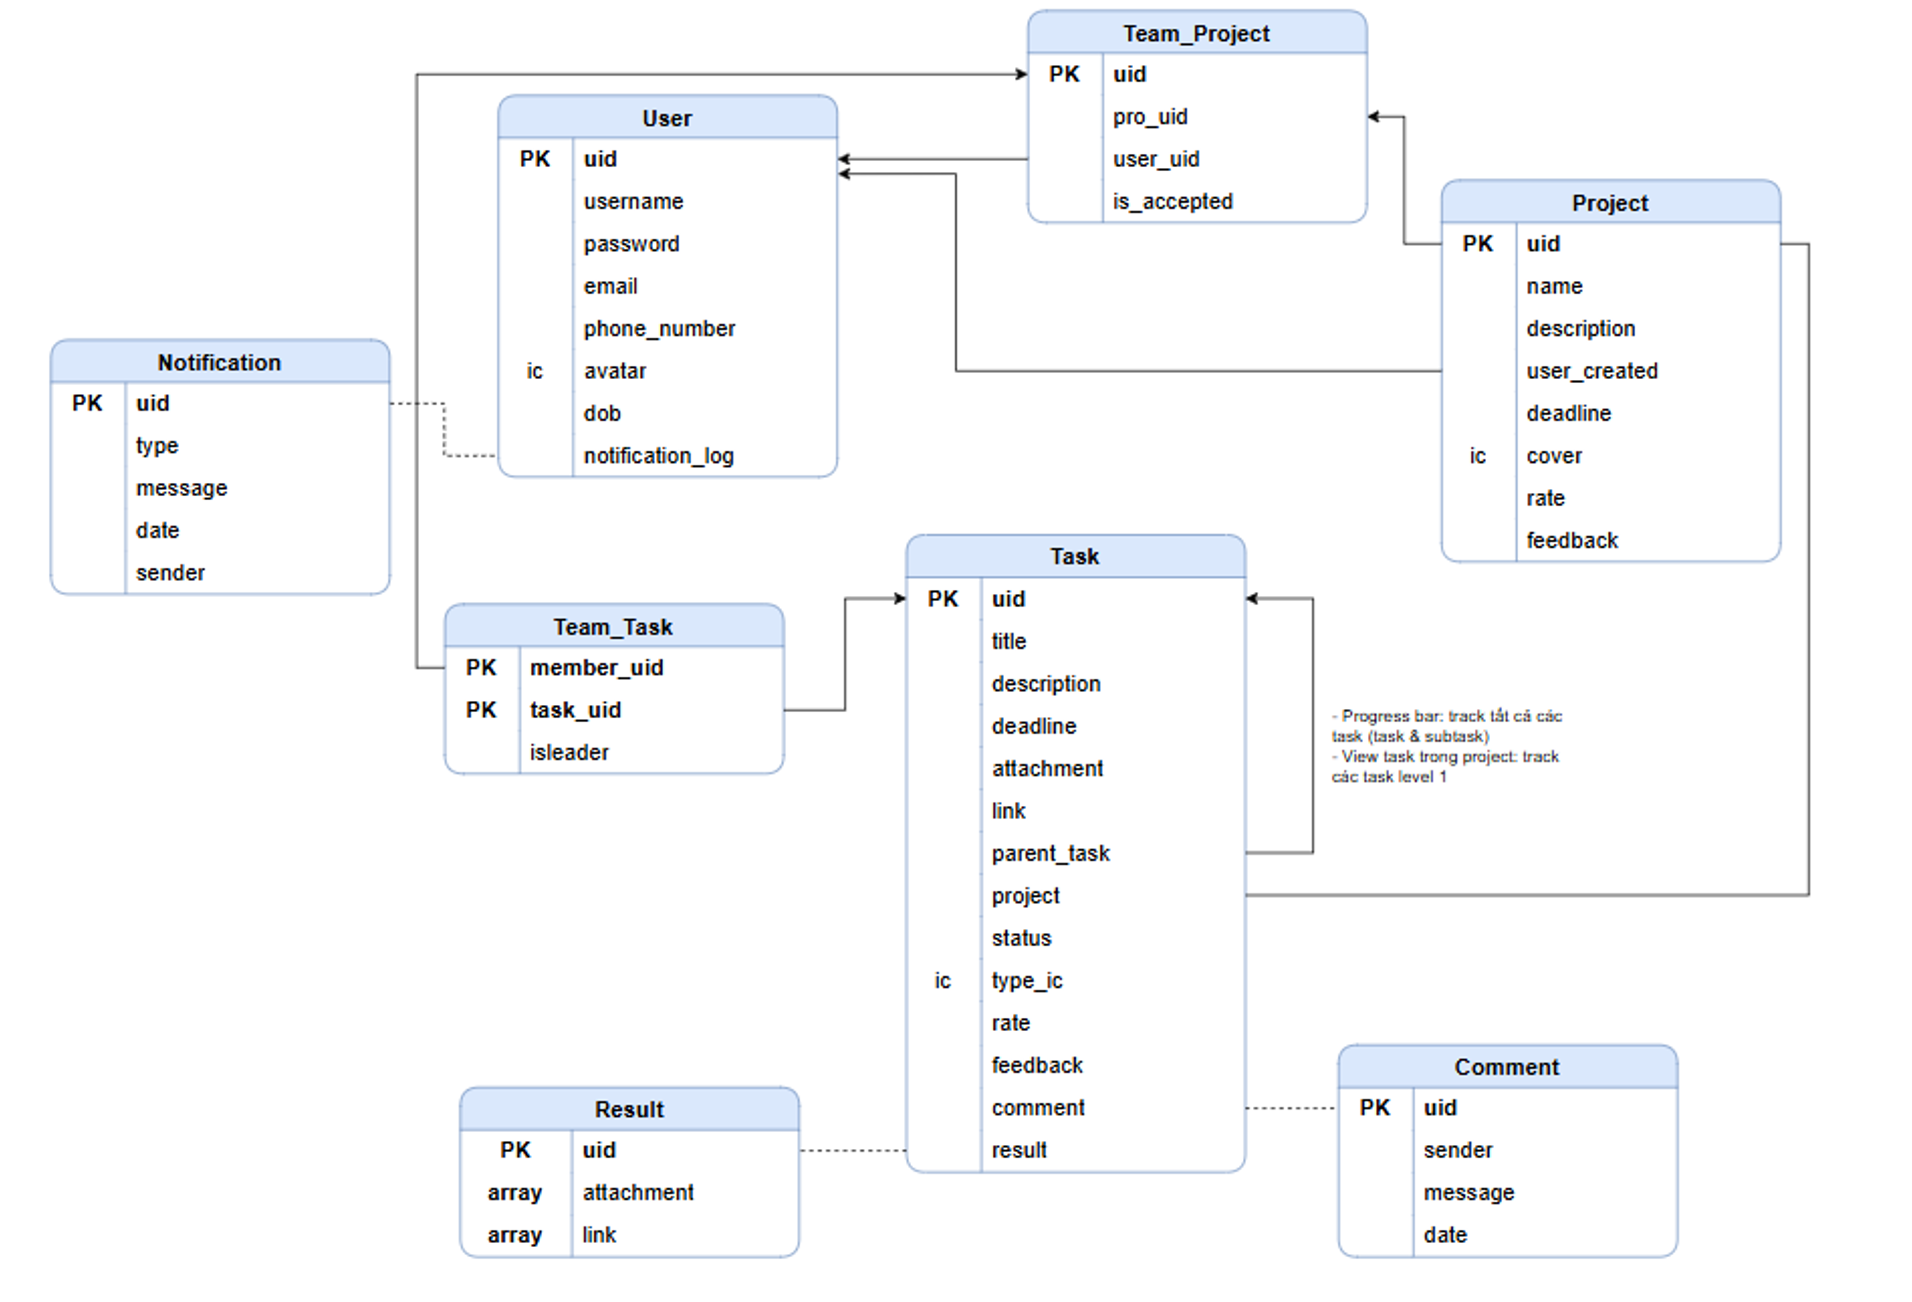 Team_Project
PK uid
pro_uid
user_uid
is_accepted
User
PK uid
username
password
email
phone_number
ic avatar
dob
notification_log
Project
PK uid
name
description
user_created
deadline
ic cover
rate
feedback
Notification
PK uid
type
message
date
sender
Team_Task
PK member_uid
PK task_uid
isleader
Task
PK uid
title
description
deadline
attachment
link
parent_task
project
status
ic type_ic
rate
feedback
comment
result
- Progress bar: track tất cả các
task (task & subtask)
- View task trong project: track
các task level 1
Result
PK uid
array attachment
array link
Comment
PK uid
sender
message
date